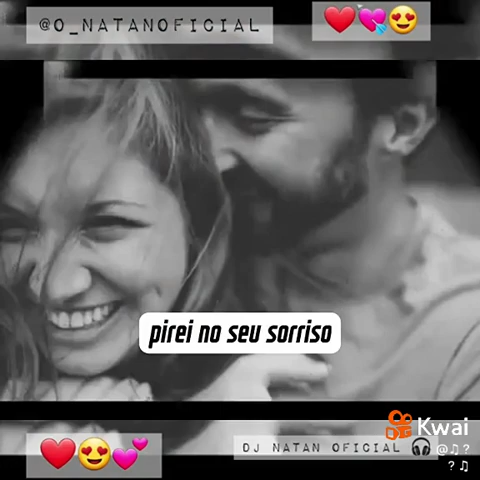 @O_NATANOFICIAL ❤️💘😍
pirei no seu sorriso
Kwai
❤️😍💕 DJ NATAN OFICIAL 🎧 @♫?
?♫